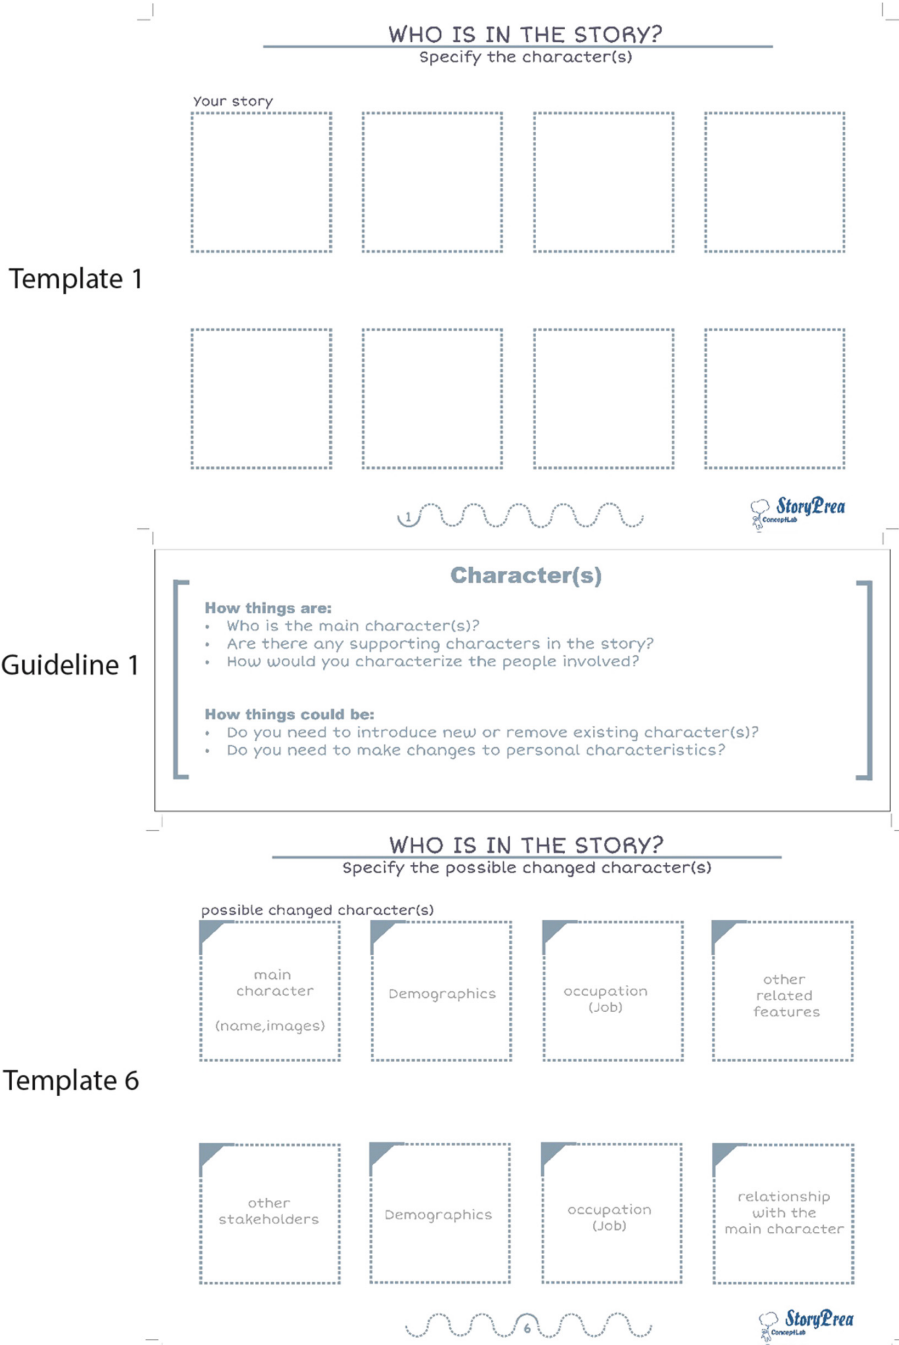 WHO IS IN THE STORY?
Specify the character(s)
Your story
Template 1
1
StoryPrea
ConceptLab
Character(s)
How things are:
• Who is the main character(s)?
• Are there any supporting characters in the story?
• How would you characterize the people involved?
Guideline 1
How things could be:
• Do you need to introduce new or remove existing character(s)?
• Do you need to make changes to personal characteristics?
WHO IS IN THE STORY?
Specify the possible changed character(s)
possible changed character(s)
main
character
(name,images)
Demographics
occupation
(Job)
other
related
features
Template 6
other
stakeholders
Demographics
occupation
(Job)
relationship
with the
main character
6
StoryPrea
ConceptLab